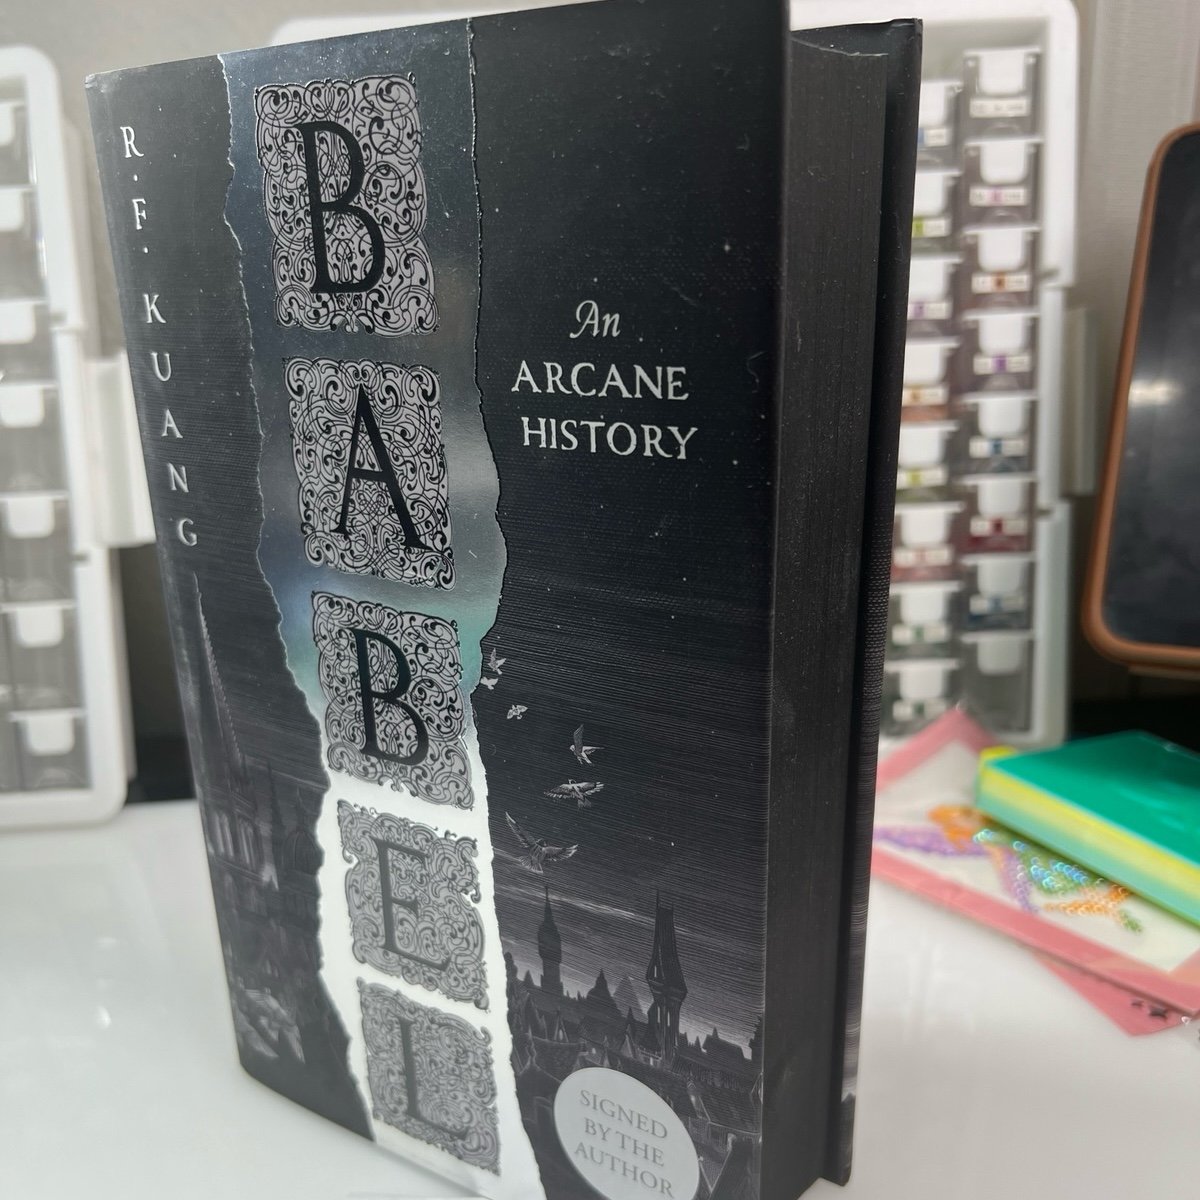 R. F. KUANG
BABEL
An
ARCANE
HISTORY
SIGNED
BY THE
AUTHOR